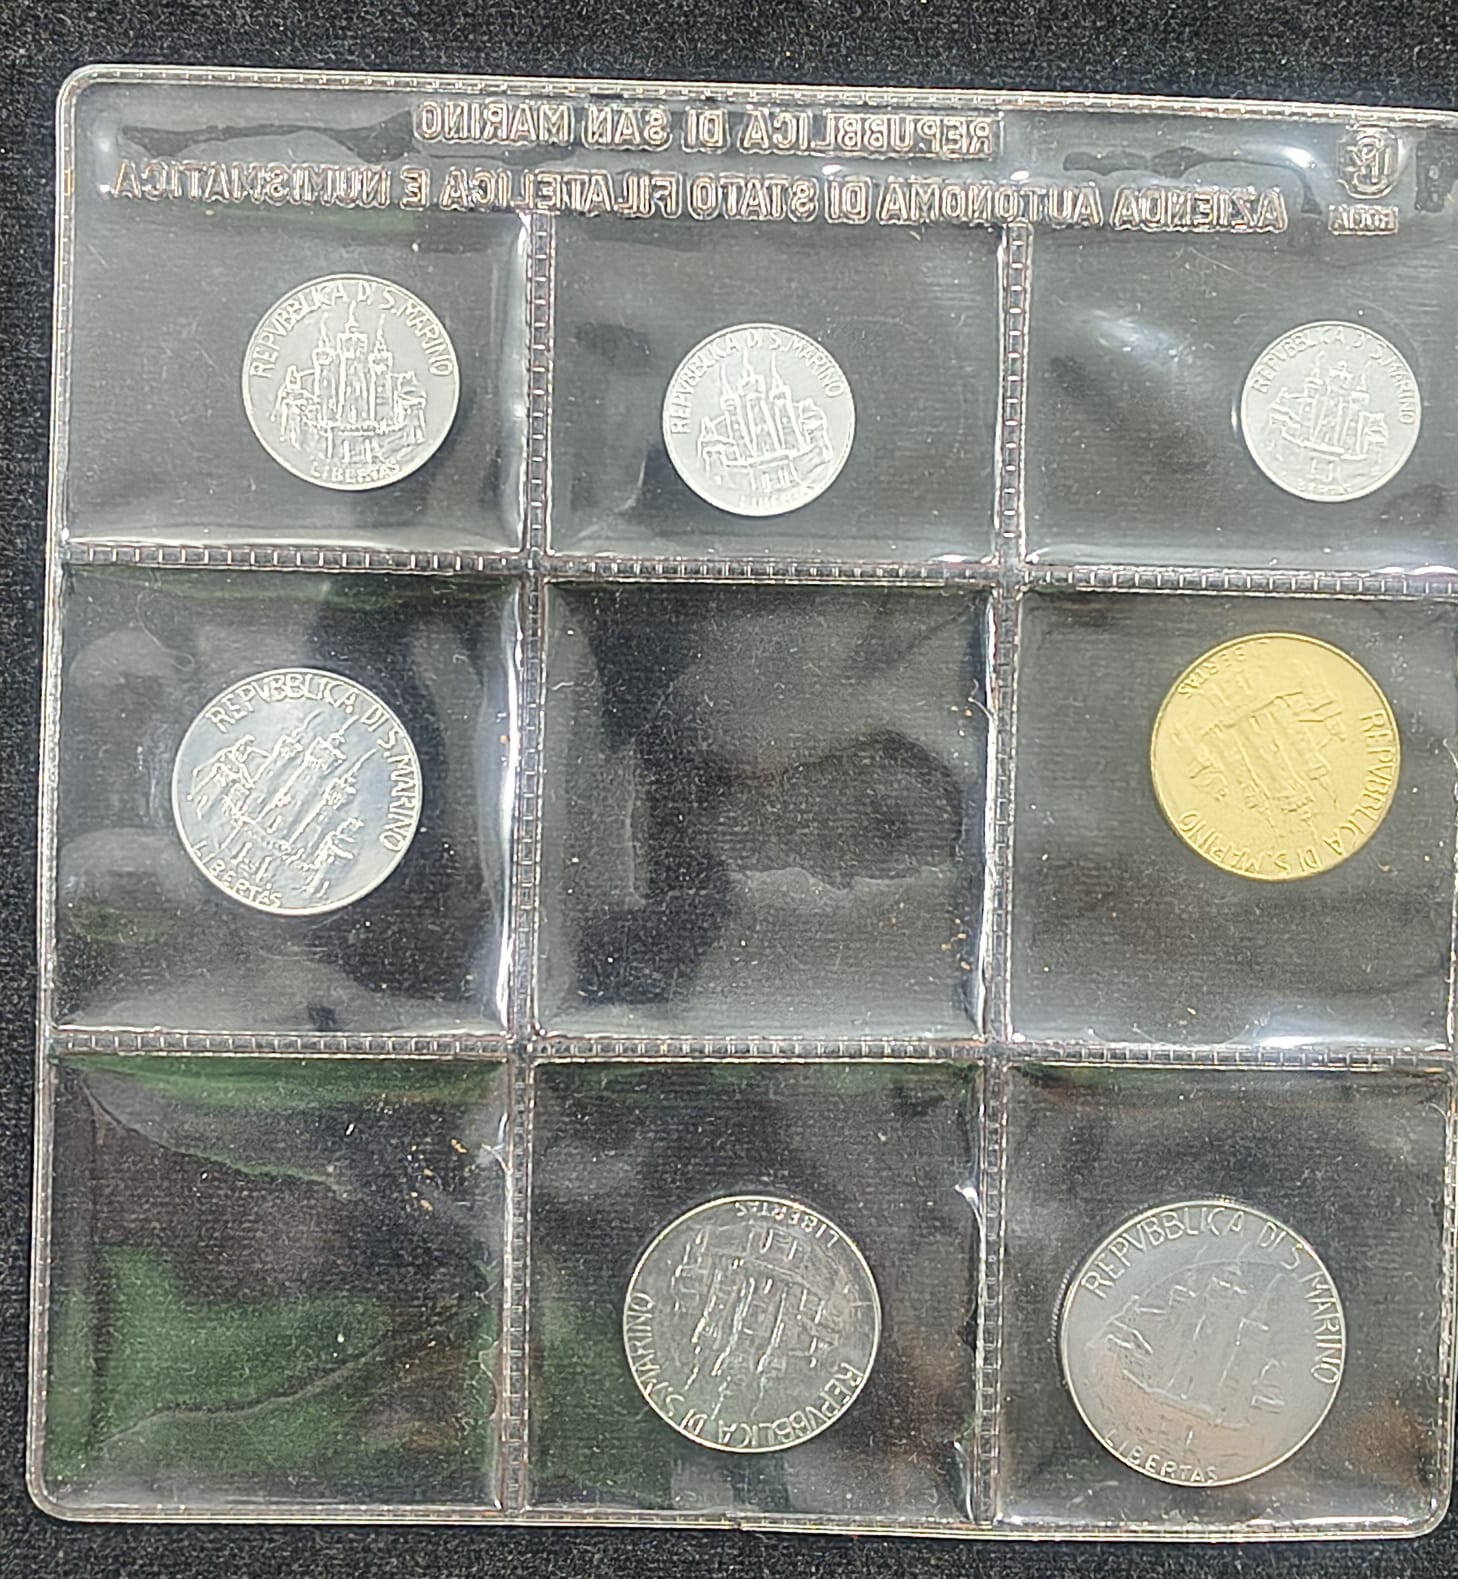 REPUBBLICA DI SAN MARINO
AZIENDA AUTONOMA DI STATO FILATELICA E NUMISMATICA
REPVBBLICA DI S.MARINO
LIBERTAS
REPVBBLICA DI S.MARINO
REPVBBLICA DI S.MARINO
REPVBBLICA DI S.MARINO
LIBERTAS
REPVBBLICA DI S.MARINO
LIBERTAS
REPVBBLICA DI S.MARINO
LIBERTAS
REPVBBLICA DI S.MARINO
LIBERTAS